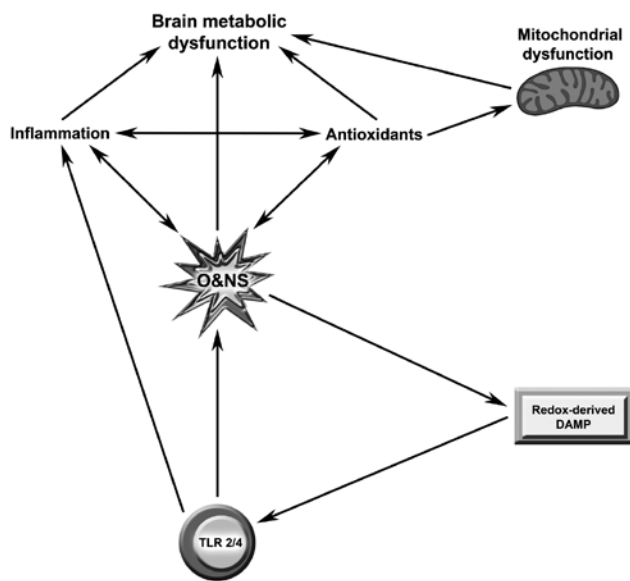 Brain metabolic
dysfunction
Mitochondrial
dysfunction
Inflammation
Antioxidants
O&NS
Redox-derived
DAMP
TLR 2/4